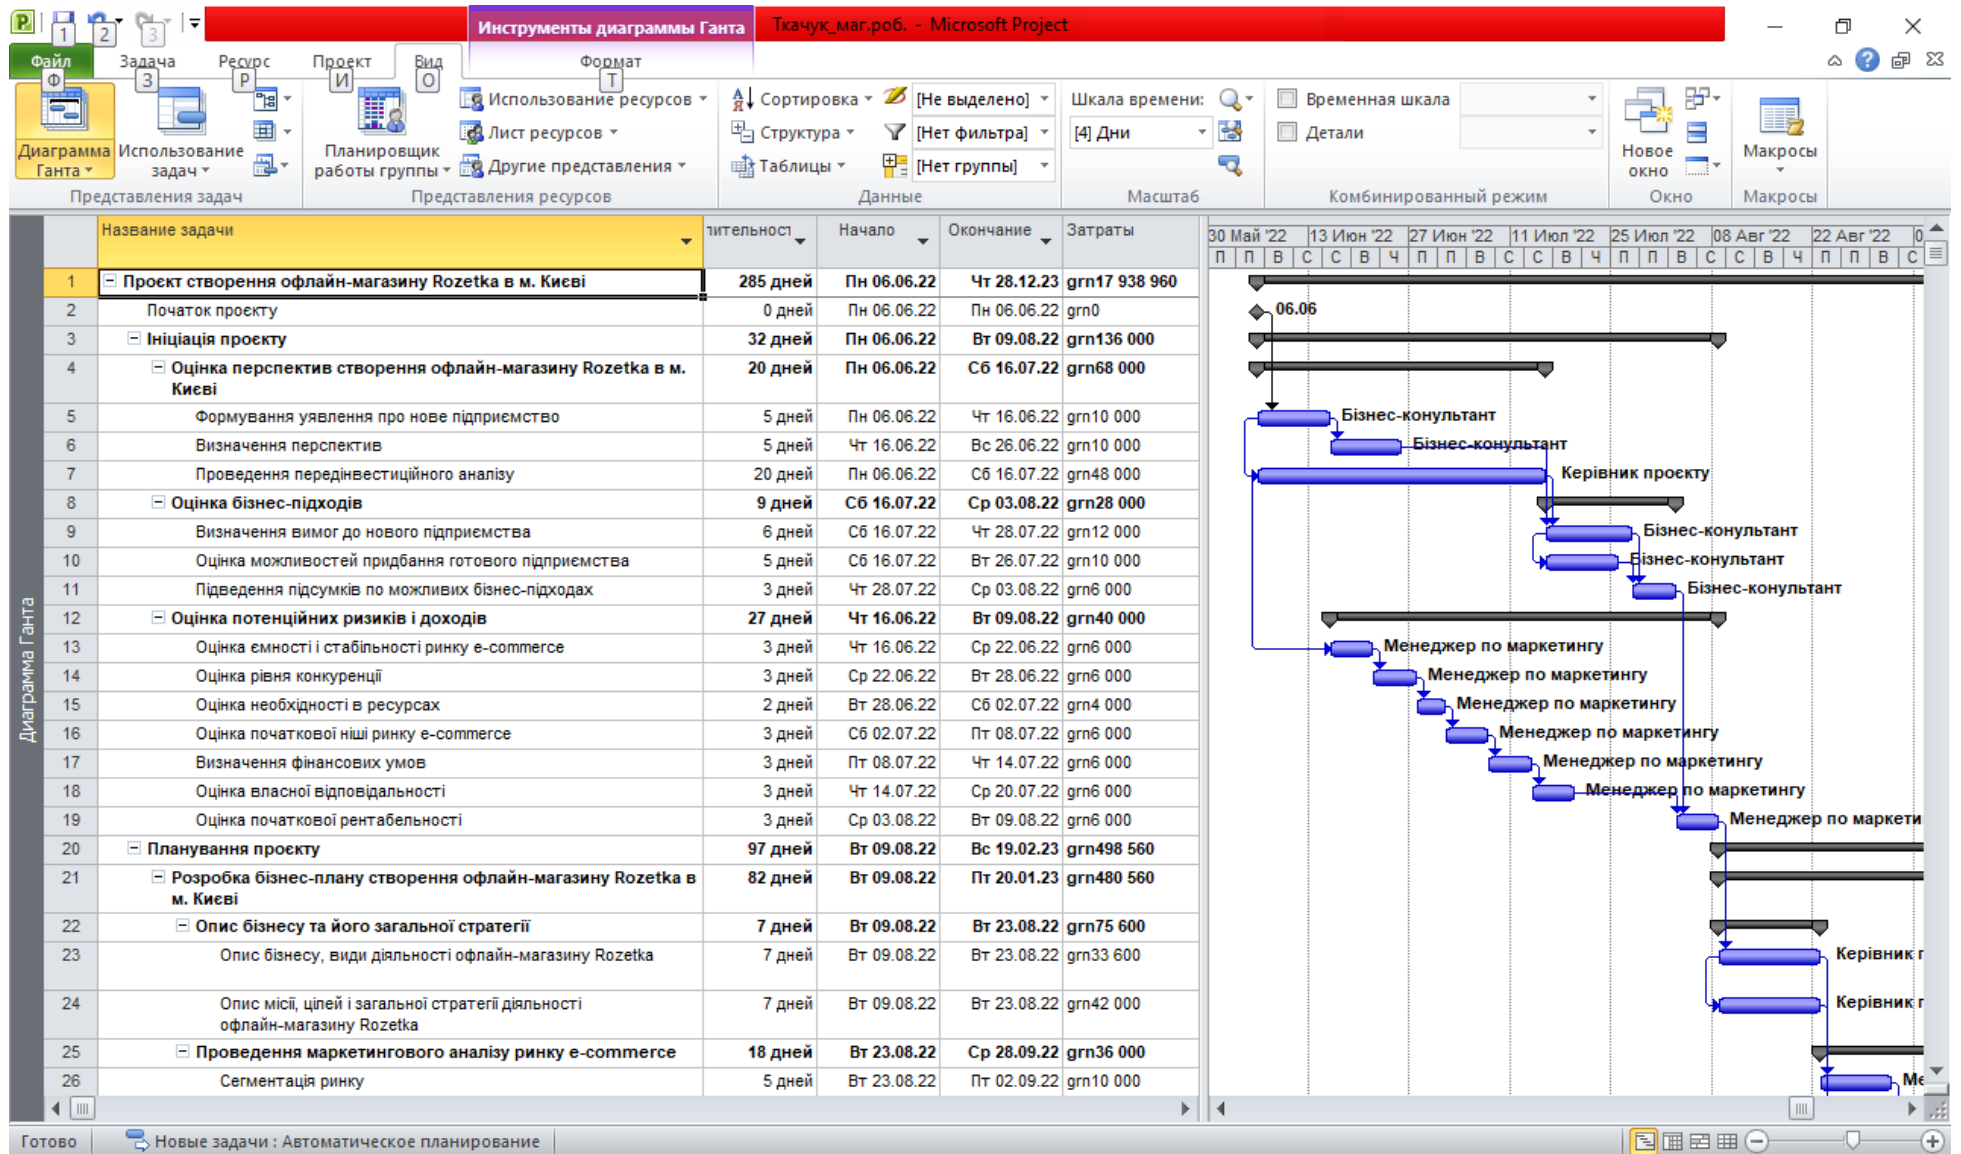 1 2 3
Инструменты диаграммы Ганта Ткачук_маг.роб. - Microsoft Project
Файл Задача Ресурс Проект Вид Формат
Ф З Р И О Т
Диаграмма Ганта
Использование задач
Представления задач
Планировщик работы группы
Использование ресурсов
Лист ресурсов
Другие представления
Представления ресурсов
Сортировка [Не выделено]
Структура [Нет фильтра]
Таблицы [Нет группы]
Данные
Шкала времени:
[4] Дни
Масштаб
Временная шкала
Детали
Комбинированный режим
Новое окно
Окно
Макросы
Макросы
Название задачи ительност Начало Окончание Затраты
30 Май '22 13 Июн '22 27 Июн '22 11 Июл '22 25 Июл '22 08 Авг '22 22 Авг '22 0
П П В С С В Ч П П В С С В Ч П П В С С В Ч П П В С
1 Проєкт створення офлайн-магазину Rozetka в м. Києві 285 дней Пн 06.06.22 Чт 28.12.23 grn17 938 960
2 Початок проєкту 0 дней Пн 06.06.22 Пн 06.06.22 grn0 06.06
3 Ініціація проєкту 32 дней Пн 06.06.22 Вт 09.08.22 grn136 000
4 Оцінка перспектив створення офлайн-магазину Rozetka в м. 20 дней Пн 06.06.22 Сб 16.07.22 grn68 000
Києві
5 Формування уявлення про нове підприємство 5 дней Пн 06.06.22 Чт 16.06.22 grn10 000 Бізнес-конультант
6 Визначення перспектив 5 дней Чт 16.06.22 Вс 26.06.22 grn10 000 Бізнес-конультант
7 Проведення передінвестиційного аналізу 20 дней Пн 06.06.22 Сб 16.07.22 grn48 000 Керівник проєкту
8 Оцінка бізнес-підходів 9 дней Сб 16.07.22 Ср 03.08.22 grn28 000
9 Визначення вимог до нового підприємства 6 дней Сб 16.07.22 Чт 28.07.22 grn12 000 Бізнес-конультант
10 Оцінка можливостей придбання готового підприємства 5 дней Сб 16.07.22 Вт 26.07.22 grn10 000 Бізнес-конультант
11 Підведення підсумків по можливих бізнес-підходах 3 дней Чт 28.07.22 Ср 03.08.22 grn6 000 Бізнес-конультант
12 Оцінка потенційних ризиків і доходів 27 дней Чт 16.06.22 Вт 09.08.22 grn40 000
13 Оцінка ємності і стабільності ринку e-commerce 3 дней Чт 16.06.22 Ср 22.06.22 grn6 000 Менеджер по маркетингу
14 Оцінка рівня конкуренції 3 дней Ср 22.06.22 Вт 28.06.22 grn6 000 Менеджер по маркетингу
15 Оцінка необхідності в ресурсах 2 дней Вт 28.06.22 Сб 02.07.22 grn4 000 Менеджер по маркетингу
16 Оцінка початкової ніші ринку e-commerce 3 дней Сб 02.07.22 Пт 08.07.22 grn6 000 Менеджер по маркетингу
17 Визначення фінансових умов 3 дней Пт 08.07.22 Чт 14.07.22 grn6 000 Менеджер по маркетингу
18 Оцінка власної відповідальності 3 дней Чт 14.07.22 Ср 20.07.22 grn6 000 Менеджер по маркетингу
19 Оцінка початкової рентабельності 3 дней Ср 03.08.22 Вт 09.08.22 grn6 000 Менеджер по маркети
20 Планування проєкту 97 дней Вт 09.08.22 Вс 19.02.23 grn498 560
21 Розробка бізнес-плану створення офлайн-магазину Rozetka в 82 дней Вт 09.08.22 Пт 20.01.23 grn480 560
м. Києві
22 Опис бізнесу та його загальної стратегії 7 дней Вт 09.08.22 Вт 23.08.22 grn75 600
23 Опис бізнесу, види діяльності офлайн-магазину Rozetka 7 дней Вт 09.08.22 Вт 23.08.22 grn33 600 Керівник п
24 Опис місії, цілей і загальної стратегії діяльності 7 дней Вт 09.08.22 Вт 23.08.22 grn42 000 Керівник п
офлайн-магазину Rozetka
25 Проведення маркетингового аналізу ринку e-commerce 18 дней Вт 23.08.22 Ср 28.09.22 grn36 000
26 Сегментація ринку 5 дней Вт 23.08.22 Пт 02.09.22 grn10 000 Ме
Диаграмма Ганта
Готово Новые задачи : Автоматическое планирование